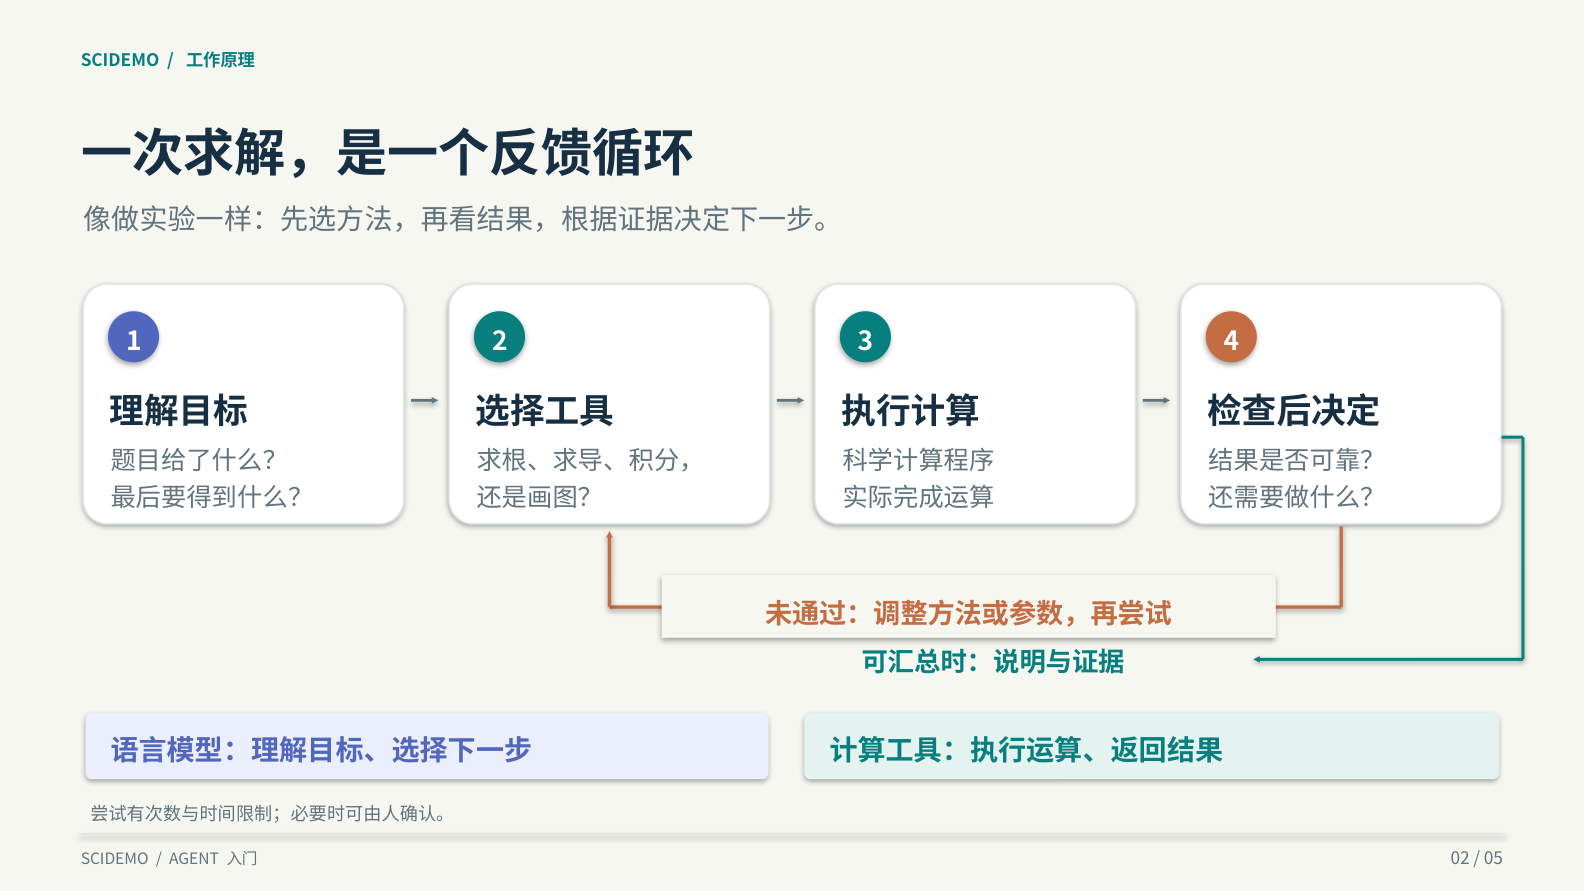 SCIDEMO / 工作原理
一次求解，是一个反馈循环
像做实验一样：先选方法，再看结果，根据证据决定下一步。
1
理解目标
题目给了什么？
最后要得到什么？
2
选择工具
求根、求导、积分，
还是画图？
3
执行计算
科学计算程序
实际完成运算
4
检查后决定
结果是否可靠？
还需要做什么？
未通过：调整方法或参数，再尝试
可汇总时：说明与证据
语言模型：理解目标、选择下一步
计算工具：执行运算、返回结果
尝试有次数与时间限制；必要时可由人确认。
SCIDEMO / AGENT 入门
02 / 05